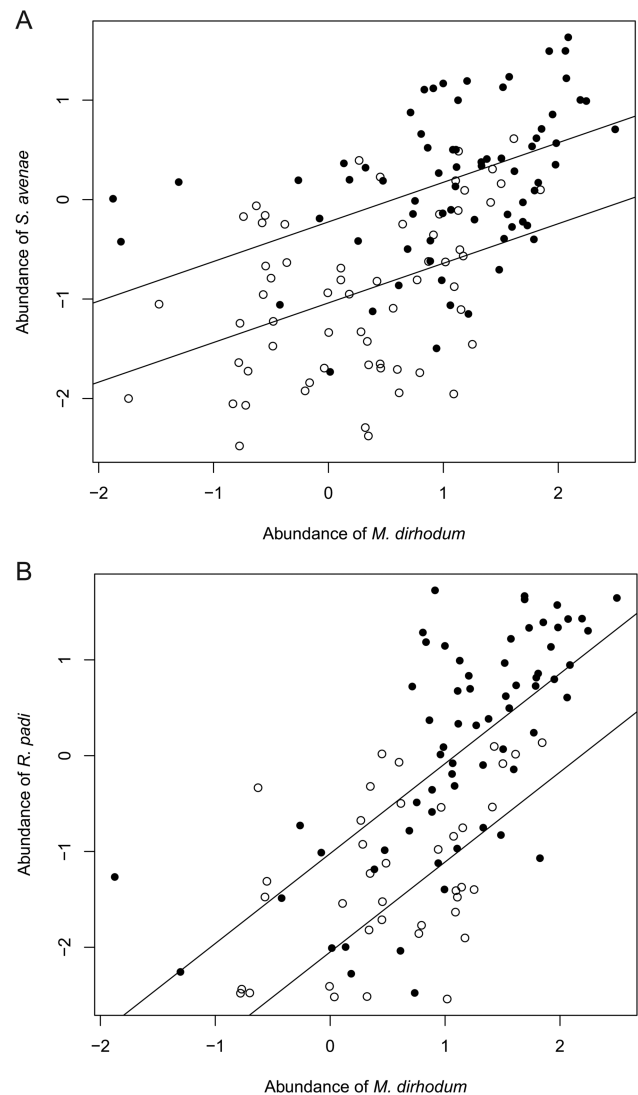 A
Abundance of S. avenae
1
0
−1
−2
−2 −1 0 1 2
Abundance of M. dirhodum
B
Abundance of R. padi
1
0
−1
−2
−2 −1 0 1 2
Abundance of M. dirhodum